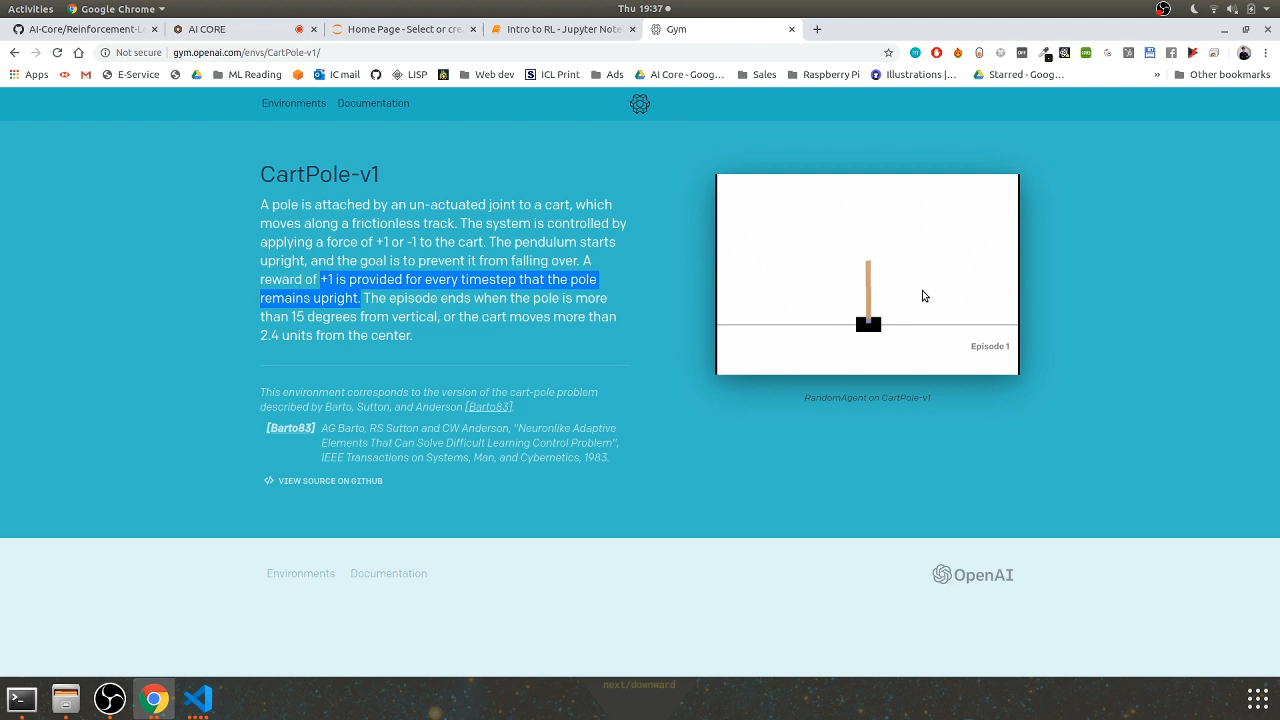 Activities
Google Chrome
Thu 19:37
AI-Core/Reinforcement-Le
AI CORE
Home Page - Select or cre
Intro to RL - Jupyter Note
Gym
Not secure
gym.openai.com/envs/CartPole-v1/
Apps
E-Service
ML Reading
IC mail
LISP
Web dev
ICL Print
Ads
AI Core - Goog…
Sales
Raspberry Pi
Illustrations |…
Starred - Goog…
»
Other bookmarks
Environments
Documentation
CartPole-v1
A pole is attached by an un-actuated joint to a cart, which
moves along a frictionless track. The system is controlled by
applying a force of +1 or -1 to the cart. The pendulum starts
upright, and the goal is to prevent it from falling over. A
reward of +1 is provided for every timestep that the pole
remains upright. The episode ends when the pole is more
than 15 degrees from vertical, or the cart moves more than
2.4 units from the center.
Episode 1
RandomAgent on CartPole-v1
This environment corresponds to the version of the cart-pole problem
described by Barto, Sutton, and Anderson [Barto83].
[Barto83] AG Barto, RS Sutton and CW Anderson, "Neuronlike Adaptive
Elements That Can Solve Difficult Learning Control Problem",
IEEE Transactions on Systems, Man, and Cybernetics, 1983.
VIEW SOURCE ON GITHUB
Environments
Documentation
OpenAI
next/downward